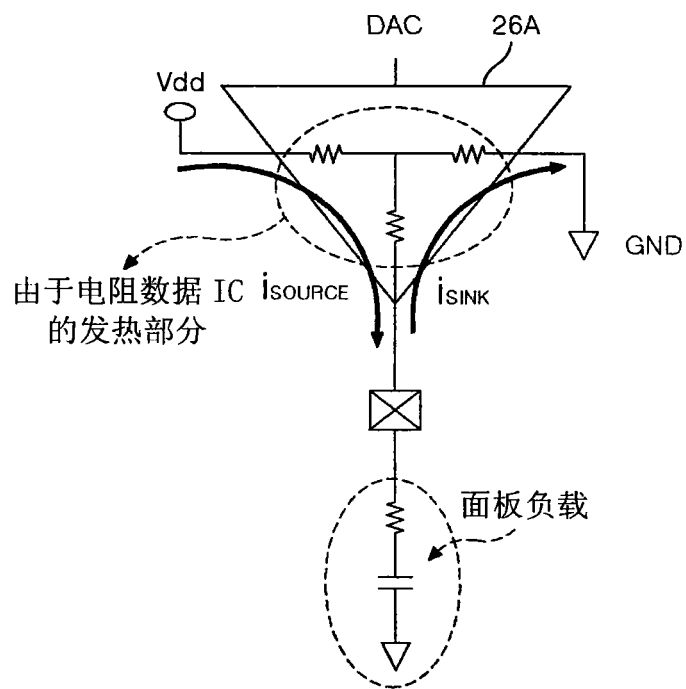 DAC
26A
Vdd
GND
由于电阻数据 IC
的发热部分
iSOURCE
iSINK
面板负载